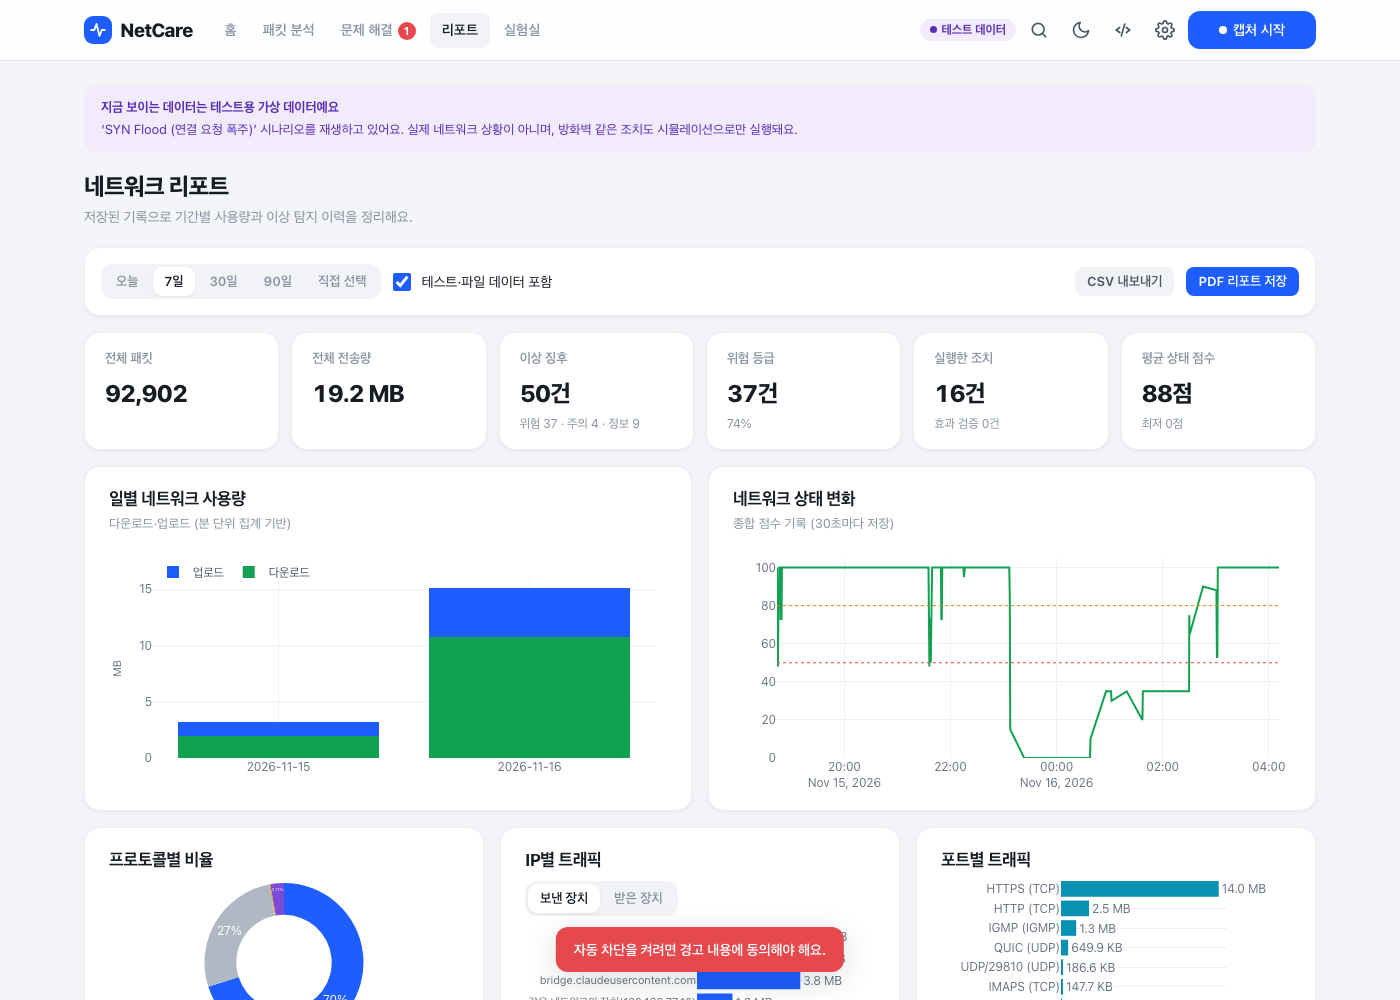 NetCare 홈 패킷 분석 문제 해결 1 리포트 실험실 테스트 데이터 캡처 시작
지금 보이는 데이터는 테스트용 가상 데이터예요
‘SYN Flood (연결 요청 폭주)’ 시나리오를 재생하고 있어요. 실제 네트워크 상황이 아니며, 방화벽 같은 조치도 시뮬레이션으로만 실행돼요.
네트워크 리포트
저장된 기록으로 기간별 사용량과 이상 탐지 이력을 정리해요.
오늘 7일 30일 90일 직접 선택 테스트·파일 데이터 포함 CSV 내보내기 PDF 리포트 저장
전체 패킷
92,902
전체 전송량
19.2 MB
이상 징후
50건
위험 37 · 주의 4 · 정보 9
위험 등급
37건
74%
실행한 조치
16건
효과 검증 0건
평균 상태 점수
88점
최저 0점
일별 네트워크 사용량
다운로드·업로드 (분 단위 집계 기반)
업로드 다운로드
15
10
MB
5
0
2026-11-15 2026-11-16
네트워크 상태 변화
종합 점수 기록 (30초마다 저장)
100
80
60
40
20
0
20:00 22:00 00:00 02:00 04:00
Nov 15, 2026 Nov 16, 2026
프로토콜별 비율
27%
70%
IP별 트래픽
보낸 장치 받은 장치
자동 차단을 켜려면 경고 내용에 동의해야 해요.
bridge.claudeusercontent.com 3.8 MB
포트별 트래픽
HTTPS (TCP) 14.0 MB
HTTP (TCP) 2.5 MB
IGMP (IGMP) 1.3 MB
QUIC (UDP) 649.9 KB
UDP/29810 (UDP) 186.6 KB
IMAPS (TCP) 147.7 KB